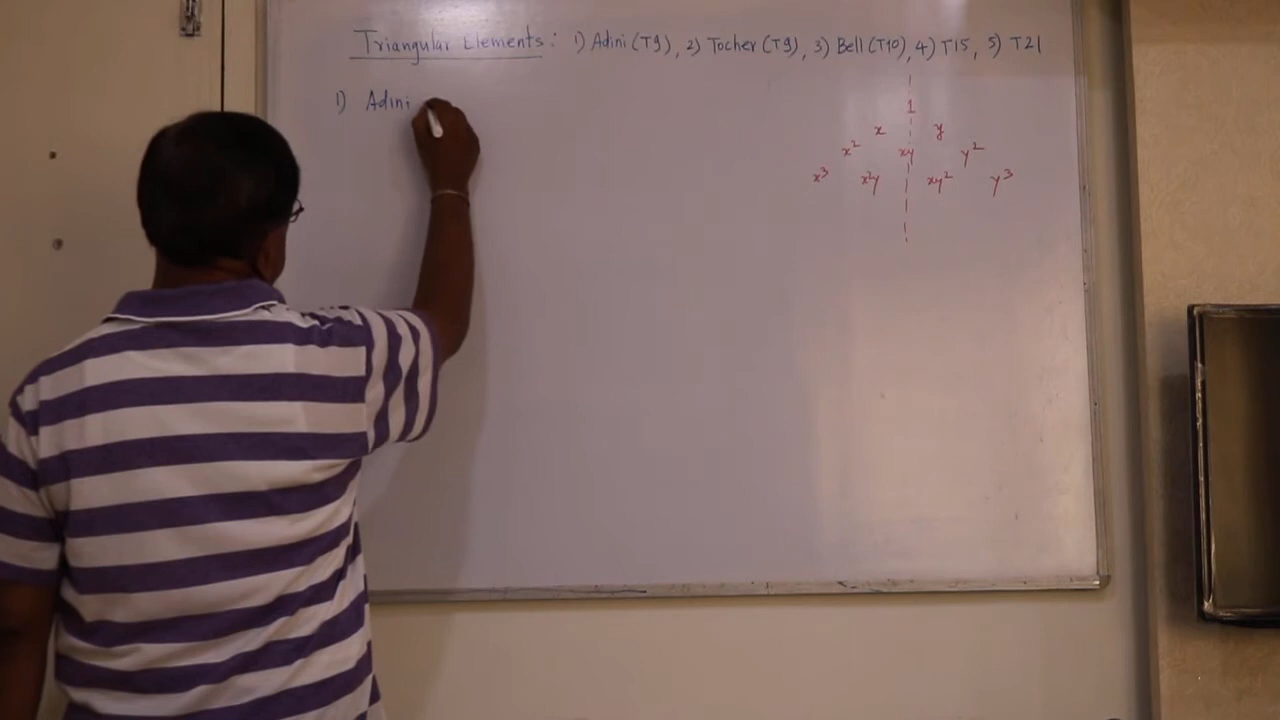 Triangular Elements: 1) Adini (T9), 2) Tocher (T9), 3) Bell (T10), 4) T15, 5) T21
1) Adini
1
x y
x² xy y²
x³ x²y xy² y³